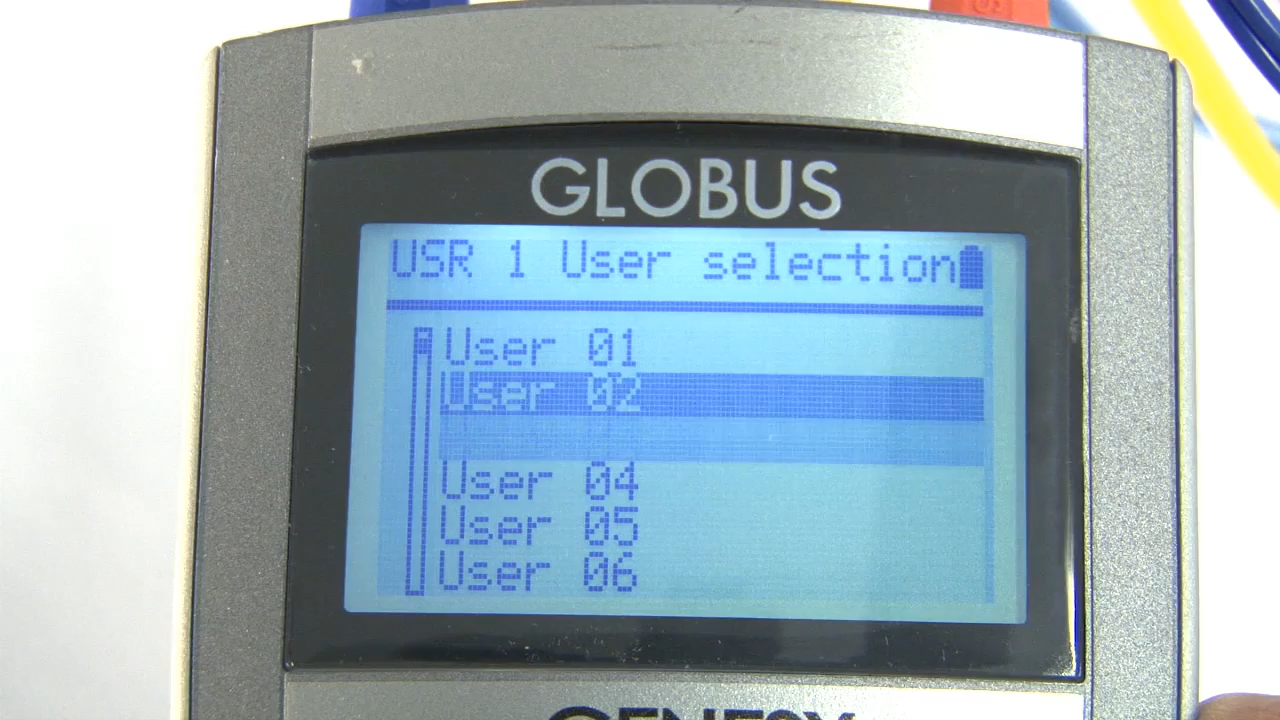 GLOBUS
USR 1 User selection
User 01
User 02
User 04
User 05
User 06